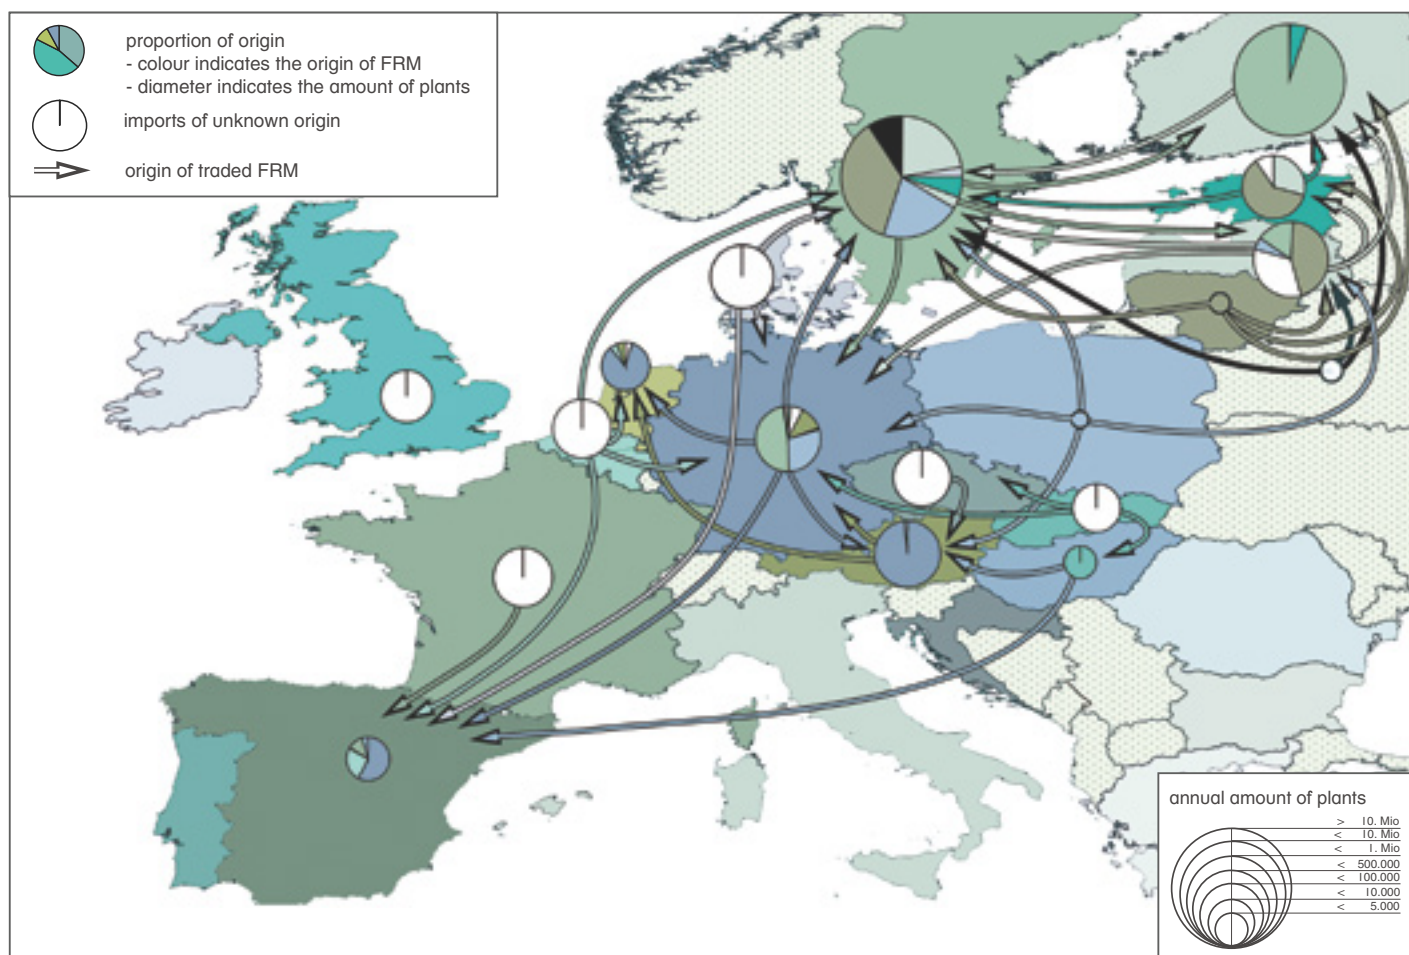 proportion of origin
- colour indicates the origin of FRM
- diameter indicates the amount of plants
imports of unknown origin
origin of traded FRM
annual amount of plants
> 10. Mio
< 10. Mio
< 1. Mio
< 500.000
< 100.000
< 10.000
< 5.000